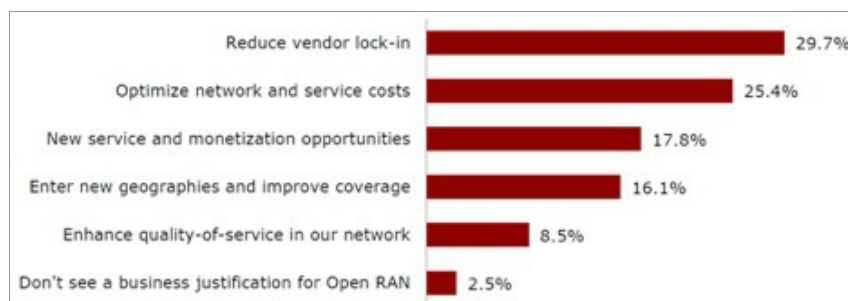 Reduce vendor lock-in 29.7%
Optimize network and service costs 25.4%
New service and monetization opportunities 17.8%
Enter new geographies and improve coverage 16.1%
Enhance quality-of-service in our network 8.5%
Don't see a business justification for Open RAN 2.5%